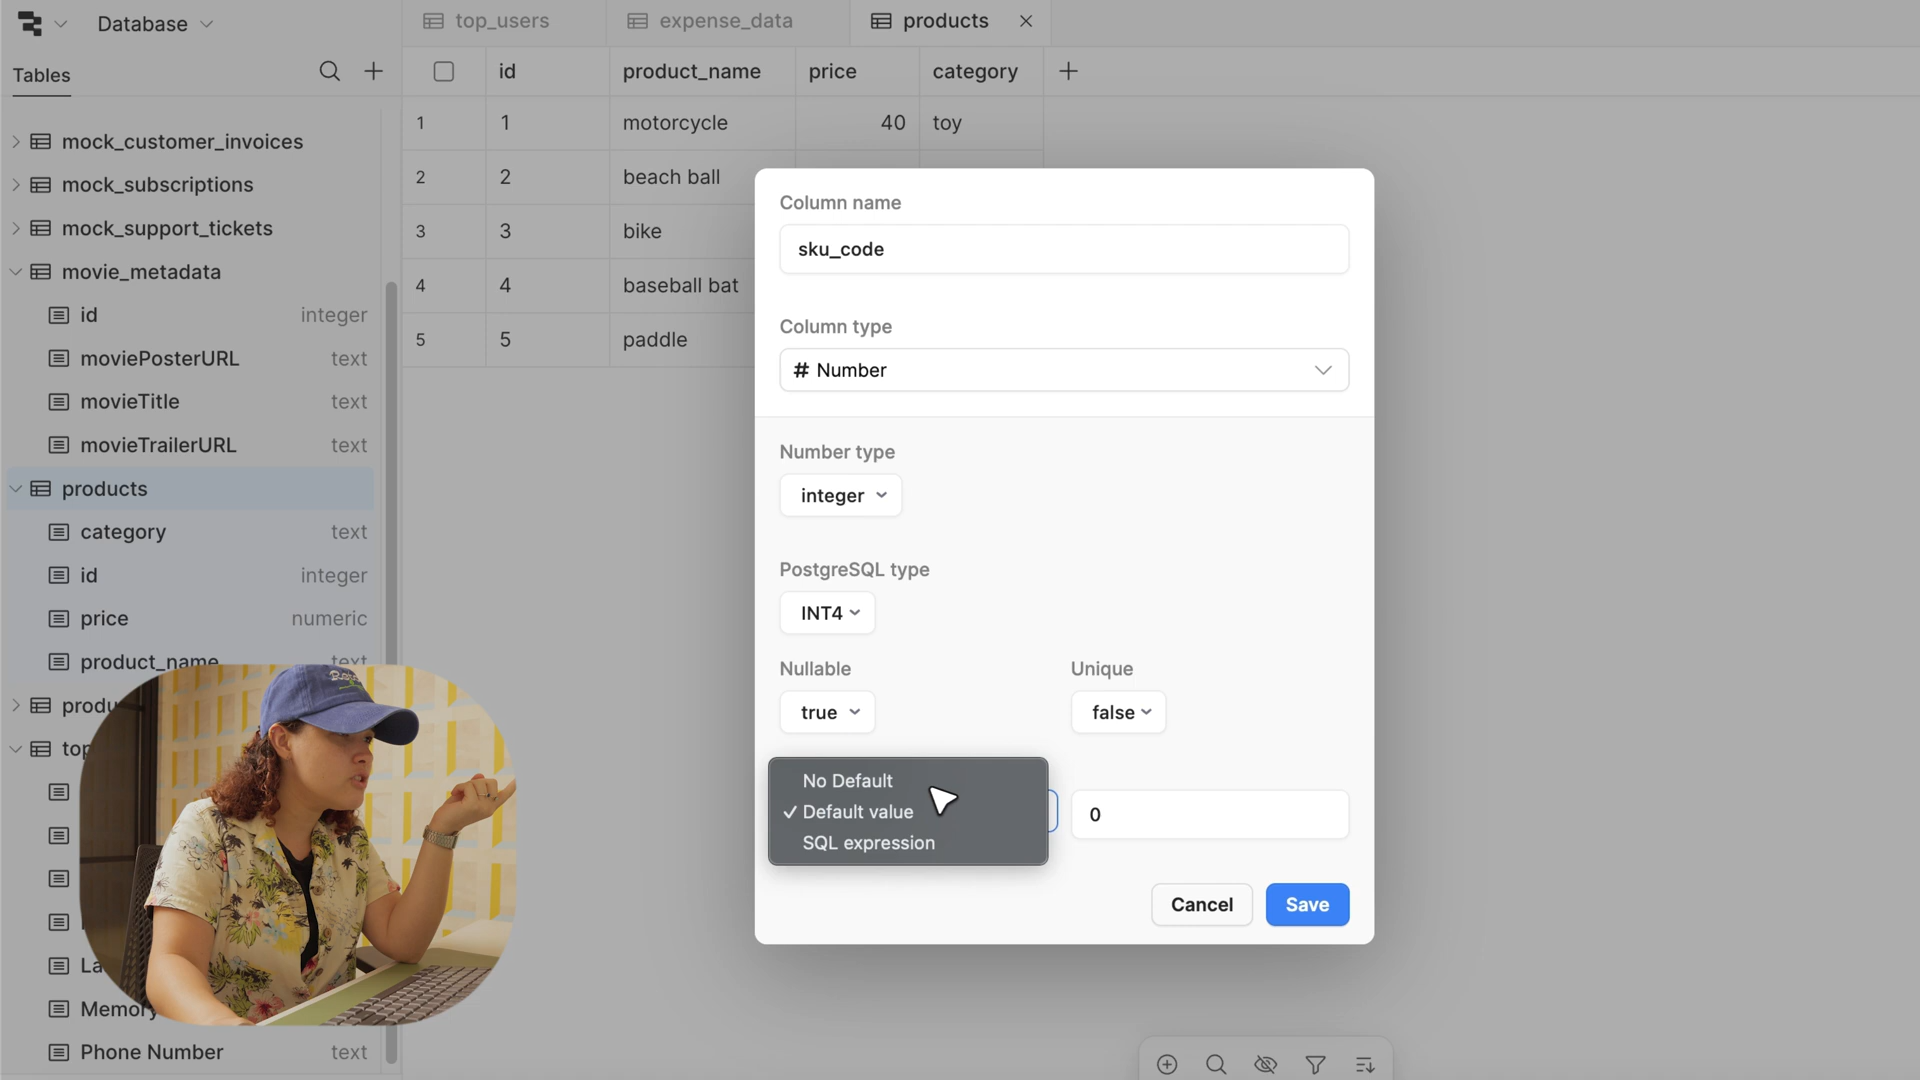 Database
top_users
expense_data
products
Tables
id
product_name
price
category
1
1
motorcycle
40
toy
2
2
beach ball
3
3
bike
4
4
baseball bat
5
5
paddle
mock_customer_invoices
mock_subscriptions
mock_support_tickets
movie_metadata
id
integer
moviePosterURL
text
movieTitle
text
movieTrailerURL
text
products
category
text
id
integer
price
numeric
product_name
text
Phone Number
text
Memory
Column name
sku_code
Column type
# Number
Number type
integer
PostgreSQL type
INT4
Nullable
Unique
true
false
No Default
✓ Default value
SQL expression
0
Cancel
Save